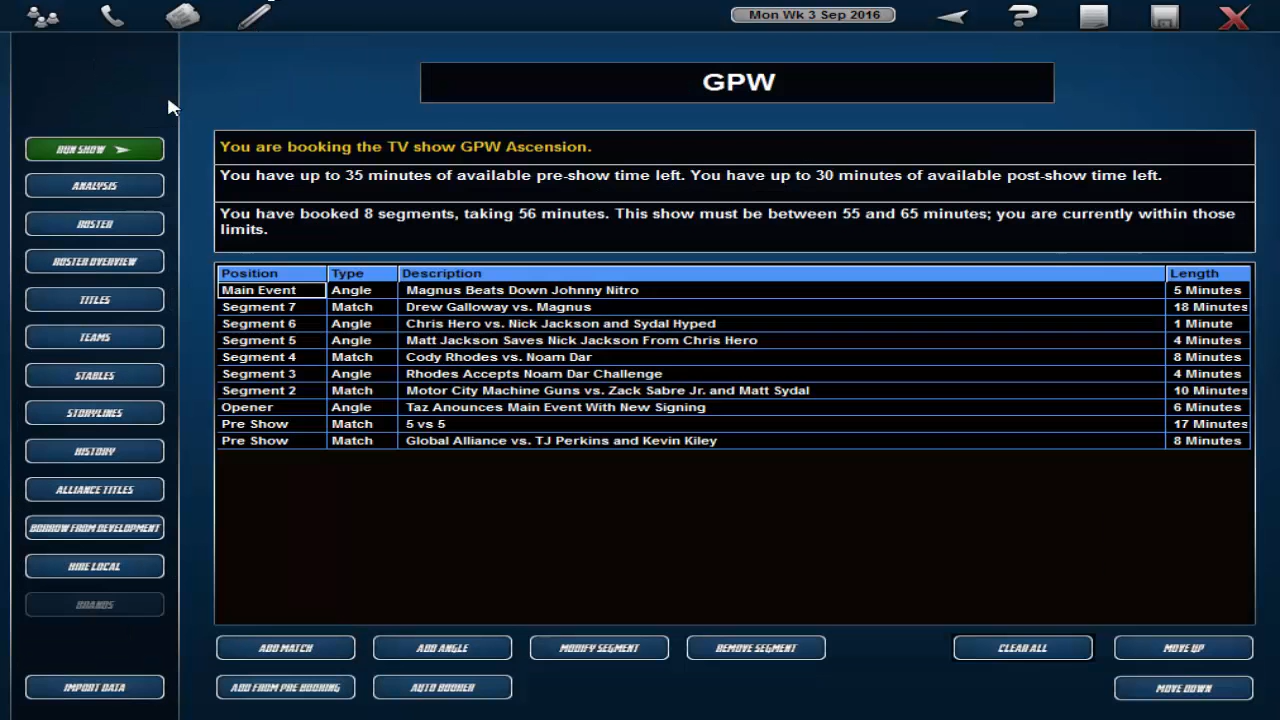 Mon Wk 3 Sep 2016
GPW
RUN SHOW
ANALYSIS
ROSTER
ROSTER OVERVIEW
TITLES
TEAMS
STABLES
STORYLINES
HISTORY
ALLIANCE TITLES
BORROW FROM DEVELOPMENT
HIRE LOCAL
BRANDS
IMPORT DATA
You are booking the TV show GPW Ascension.
You have up to 35 minutes of available pre-show time left. You have up to 30 minutes of available post-show time left.
You have booked 8 segments, taking 56 minutes. This show must be between 55 and 65 minutes; you are currently within those
limits.
Position Type Description Length
Main Event Angle Magnus Beats Down Johnny Nitro 5 Minutes
Segment 7 Match Drew Galloway vs. Magnus 18 Minutes
Segment 6 Angle Chris Hero vs. Nick Jackson and Sydal Hyped 1 Minute
Segment 5 Angle Matt Jackson Saves Nick Jackson From Chris Hero 4 Minutes
Segment 4 Match Cody Rhodes vs. Noam Dar 8 Minutes
Segment 3 Angle Rhodes Accepts Noam Dar Challenge 4 Minutes
Segment 2 Match Motor City Machine Guns vs. Zack Sabre Jr. and Matt Sydal 10 Minutes
Opener Angle Taz Anounces Main Event With New Signing 6 Minutes
Pre Show Match 5 vs 5 17 Minutes
Pre Show Match Global Alliance vs. TJ Perkins and Kevin Kiley 8 Minutes
ADD MATCH ADD ANGLE MODIFY SEGMENT REMOVE SEGMENT CLEAR ALL MOVE UP
ADD FROM PRE BOOKING AUTO BOOKER MOVE DOWN